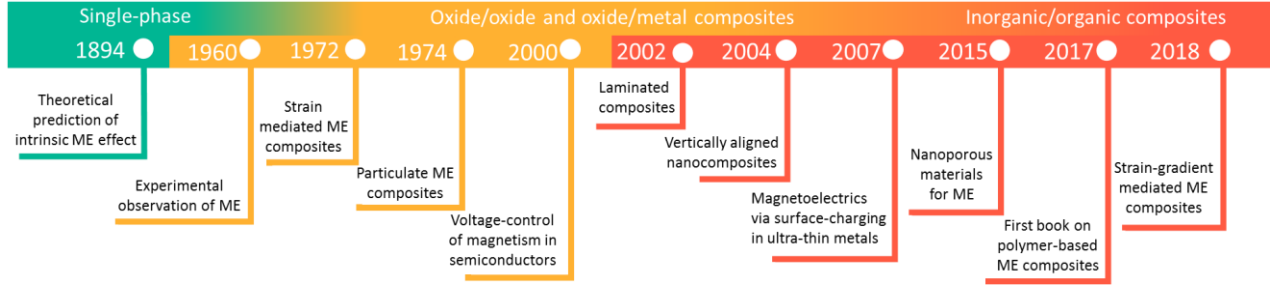 Single-phase
Oxide/oxide and oxide/metal composites
Inorganic/organic composites
1894
1960
1972
1974
2000
2002
2004
2007
2015
2017
2018
Theoretical
prediction of
intrinsic ME effect
Experimental
observation of ME
Strain
mediated ME
composites
Particulate ME
composites
Voltage-control
of magnetism in
semiconductors
Laminated
composites
Vertically aligned
nanocomposites
Magnetoelectrics
via surface-charging
in ultra-thin metals
Nanoporous
materials
for ME
First book on
polymer-based
ME composites
Strain-gradient
mediated ME
composites